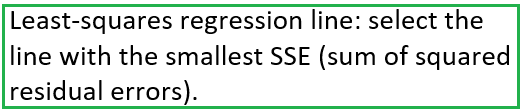 Least-squares regression line: select the
line with the smallest SSE (sum of squared
residual errors).